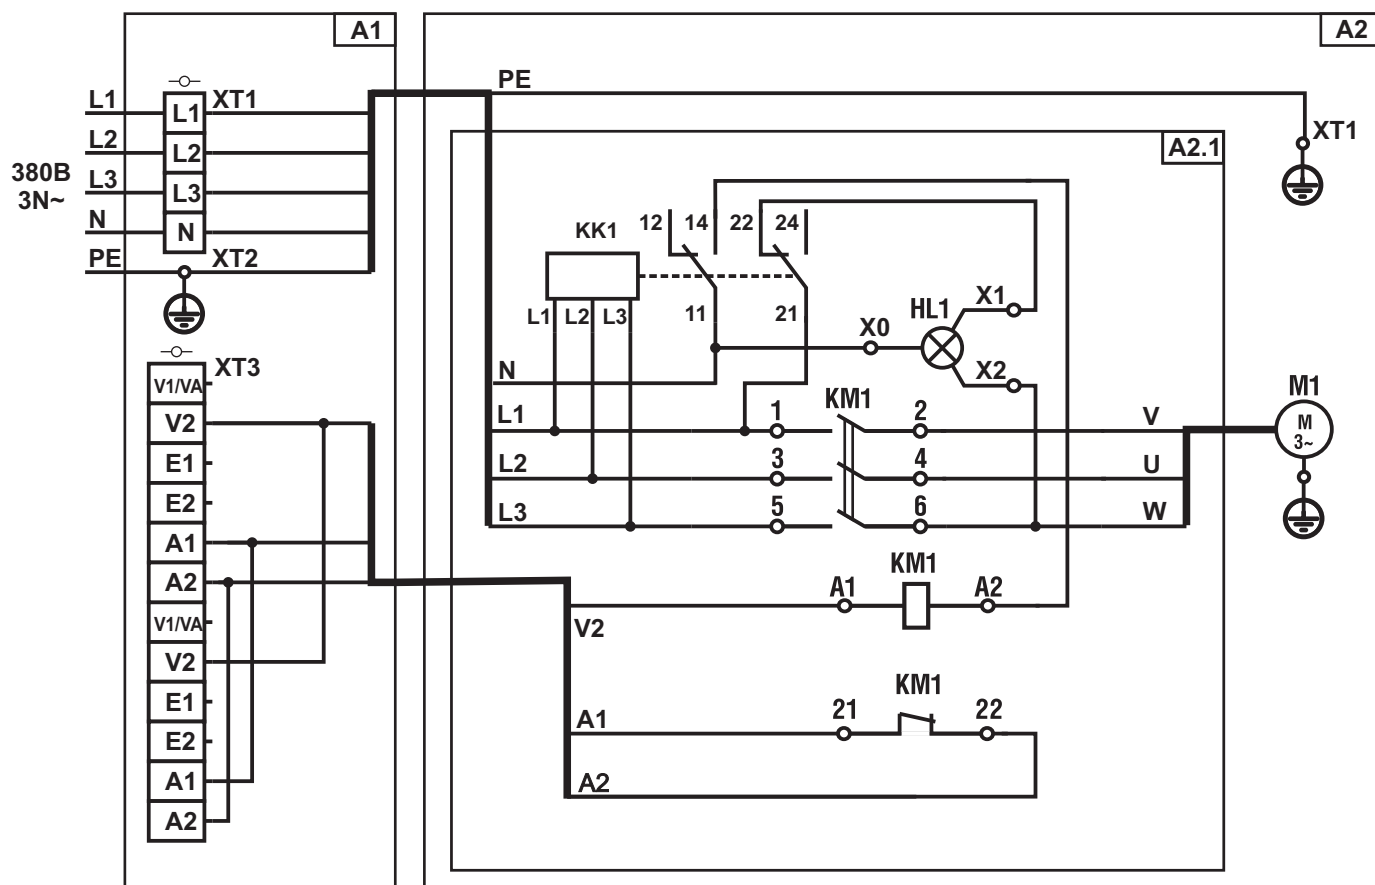 A1
A2
PE
L1
L1
XT1
XT1
L2
L2
A2.1
380В
3N~
L3
L3
N
N
PE
XT2
12
14
22
24
KK1
L1
L2
L3
11
21
X0
HL1
X1
X2
XT3
V1/VA
N
M1
V2
L1
1
KM1
2
V
M
3~
E1
L2
3
4
U
E2
L3
5
6
W
A1
A2
KM1
A1
A2
V1/VA
V2
V2
E1
KM1
A1
21
22
E2
A1
A2
A2